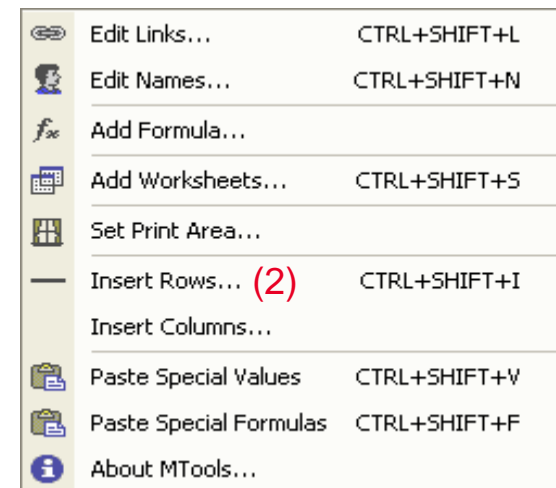 Edit Links... CTRL+SHIFT+L
Edit Names... CTRL+SHIFT+N
fx Add Formula...
Add Worksheets... CTRL+SHIFT+S
Set Print Area...
Insert Rows... (2) CTRL+SHIFT+I
Insert Columns...
Paste Special Values CTRL+SHIFT+V
Paste Special Formulas CTRL+SHIFT+F
About MTools...